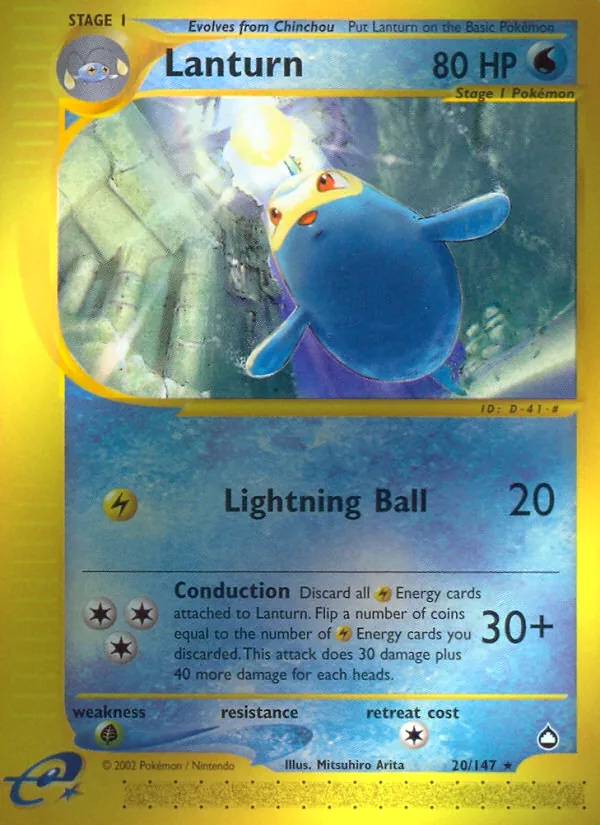 STAGE 1
Evolves from Chinchou Put Lanturn on the Basic Pokémon
Lanturn 80 HP
Stage 1 Pokémon
ID: D-41-#
Lightning Ball 20
Conduction Discard all Energy cards
attached to Lanturn. Flip a number of coins
equal to the number of Energy cards you
discarded. This attack does 30 damage plus
40 more damage for each heads.
30+
weakness resistance retreat cost
© 2002 Pokémon / Nintendo Illus. Mitsuhiro Arita 20/147 ★
e